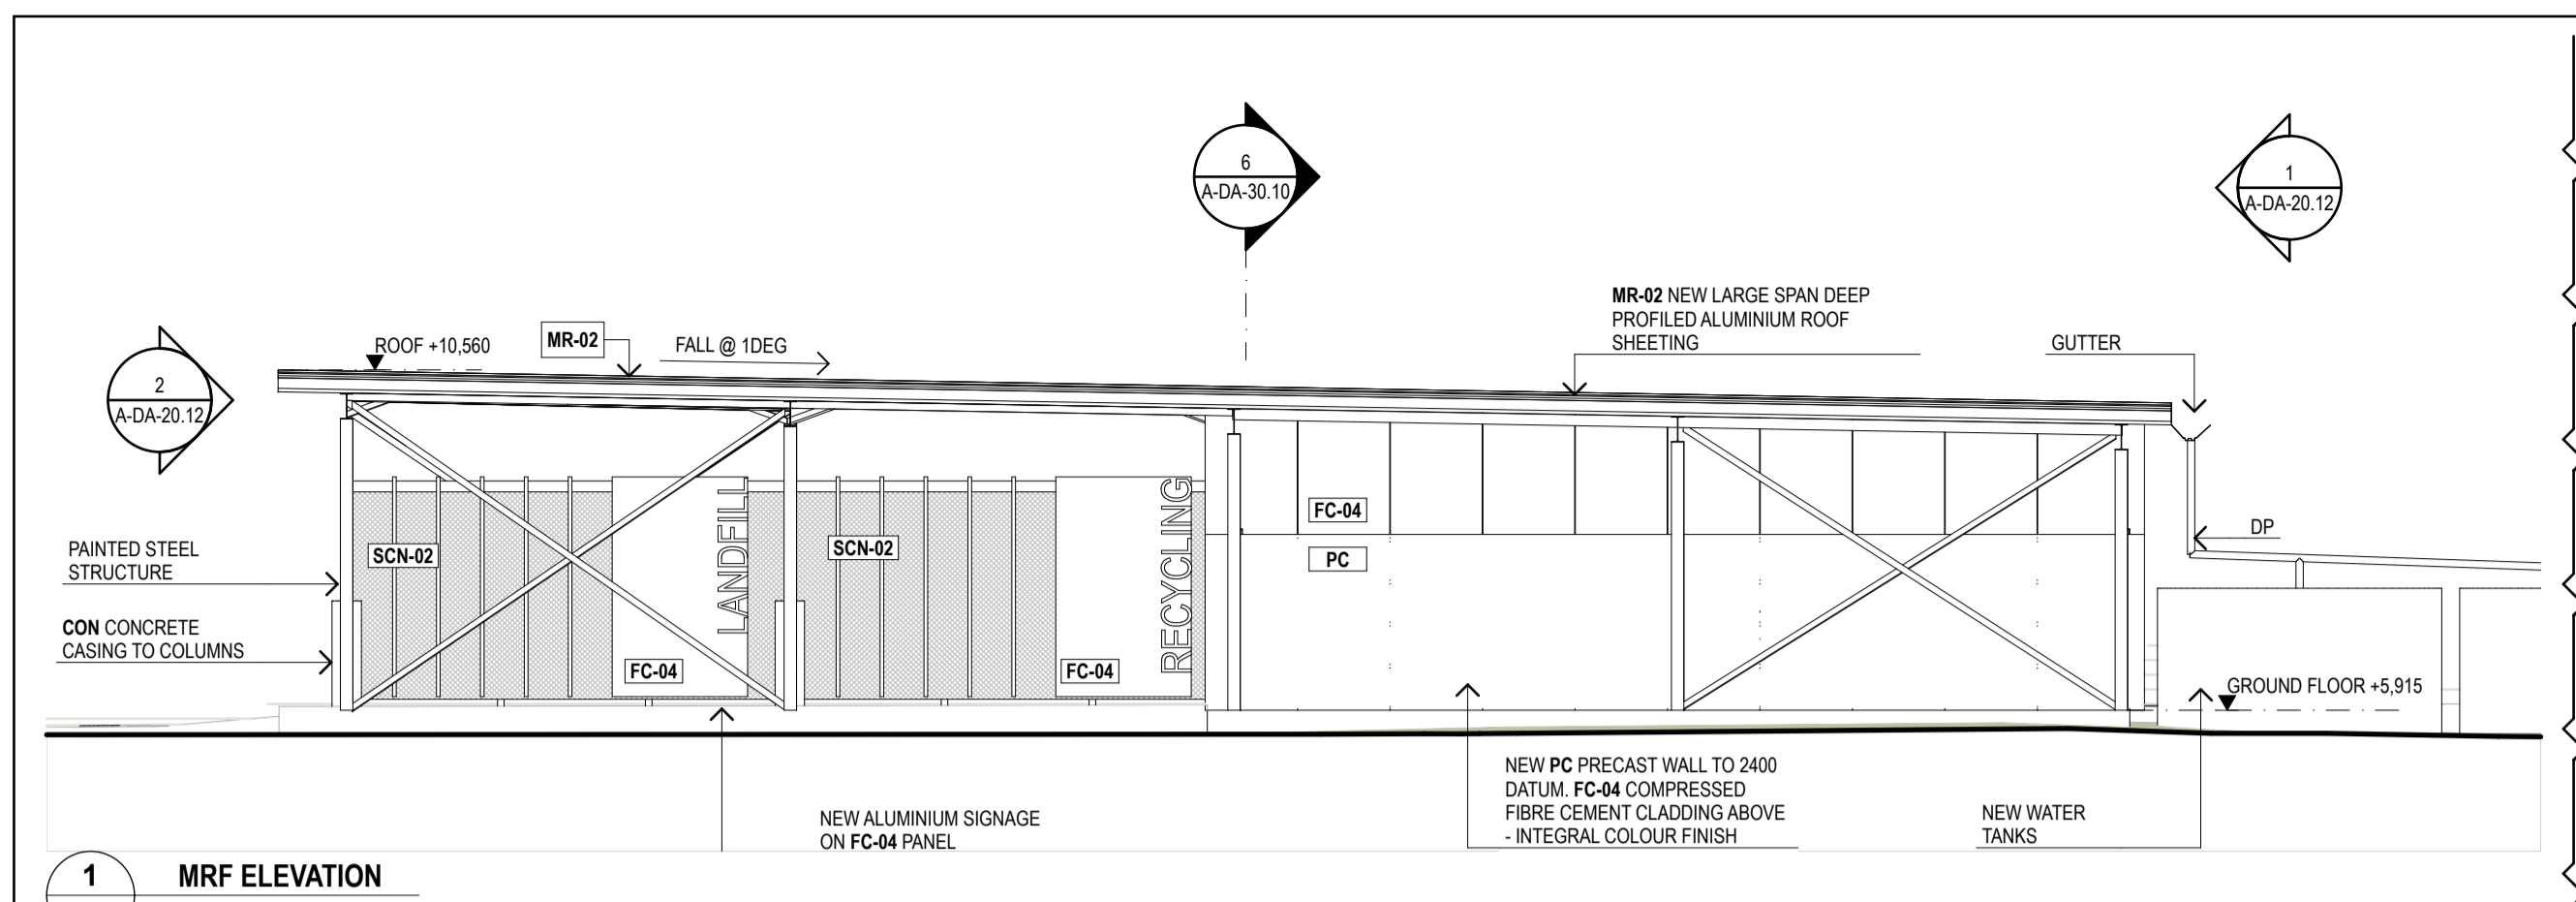 6
A-DA-30.10
1
A-DA-20.12
MR-02 NEW LARGE SPAN DEEP
PROFILED ALUMINIUM ROOF
SHEETING
GUTTER
ROOF +10,560
MR-02
FALL @ 1DEG
2
A-DA-20.12
LANDFILL
RECYCLING
FC-04
PC
SCN-02
SCN-02
DP
PAINTED STEEL
STRUCTURE
CON CONCRETE
CASING TO COLUMNS
FC-04
FC-04
GROUND FLOOR +5,915
NEW ALUMINIUM SIGNAGE
ON FC-04 PANEL
NEW PC PRECAST WALL TO 2400
DATUM. FC-04 COMPRESSED
FIBRE CEMENT CLADDING ABOVE
- INTEGRAL COLOUR FINISH
NEW WATER
TANKS
1
MRF ELEVATION